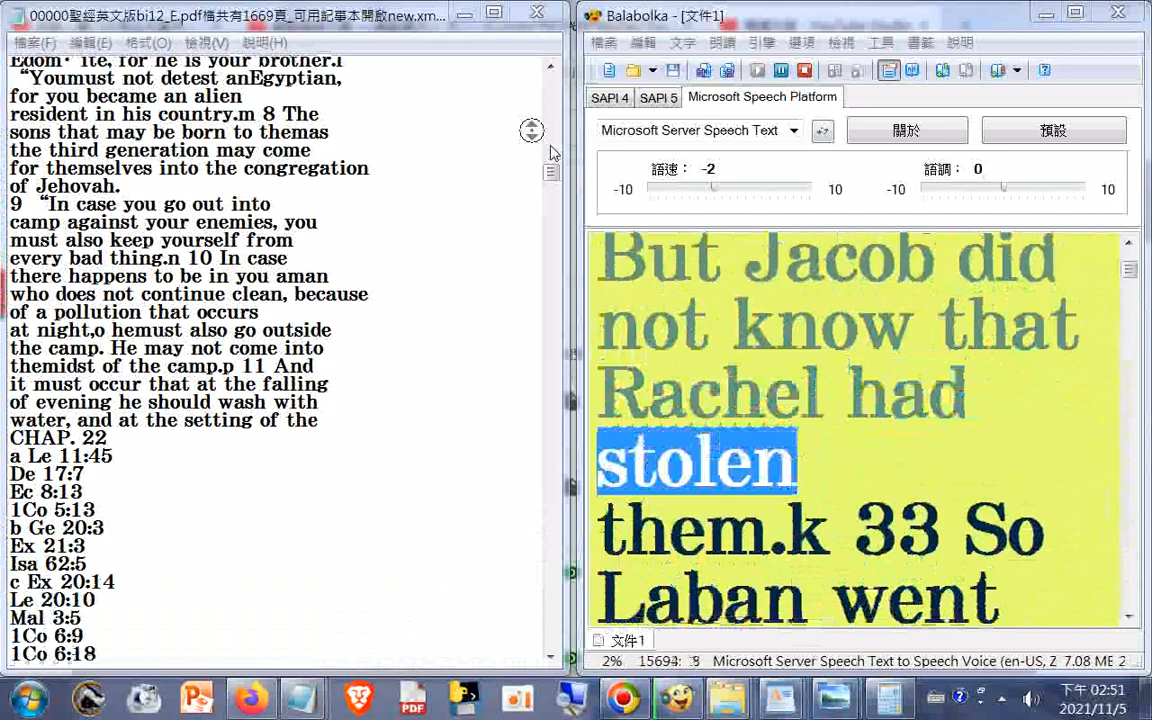 00000聖經英文版bi12_E.pdf檔共有1669頁_可用記事本開啟new.xm...
檔案(F) 編輯(E) 格式(O) 檢視(V) 說明(H)
Edom·ite, for he is your brother.l
“Youmust not detest anEgyptian,
for you became an alien
resident in his country.m 8 The
sons that may be born to themas
the third generation may come
for themselves into the congregation
of Jehovah.
9 “In case you go out into
camp against your enemies, you
must also keep yourself from
every bad thing.n 10 In case
there happens to be in you aman
who does not continue clean, because
of a pollution that occurs
at night,o hemust also go outside
the camp. He may not come into
themidst of the camp.p 11 And
it must occur that at the falling
of evening he should wash with
water, and at the setting of the
CHAP. 22
a Le 11:45
De 17:7
Ec 8:13
1Co 5:13
b Ge 20:3
Ex 21:3
Isa 62:5
c Ex 20:14
Le 20:10
Mal 3:5
1Co 6:9
1Co 6:18
Balabolka - [文件1]
檔案 編輯 文字 朗讀 引擎 選項 檢視 工具 書籤 說明
SAPI 4 SAPI 5 Microsoft Speech Platform
Microsoft Server Speech Text 關於 預設
語速: -2 語調: 0
-10 10 -10 10
But Jacob did
not know that
Rachel had
stolen
them.k 33 So
Laban went
文件1
2% Microsoft Server Speech Text to Speech Voice (en-US, Z 7.08 MB
PDF
下午 02:51
2021/11/5